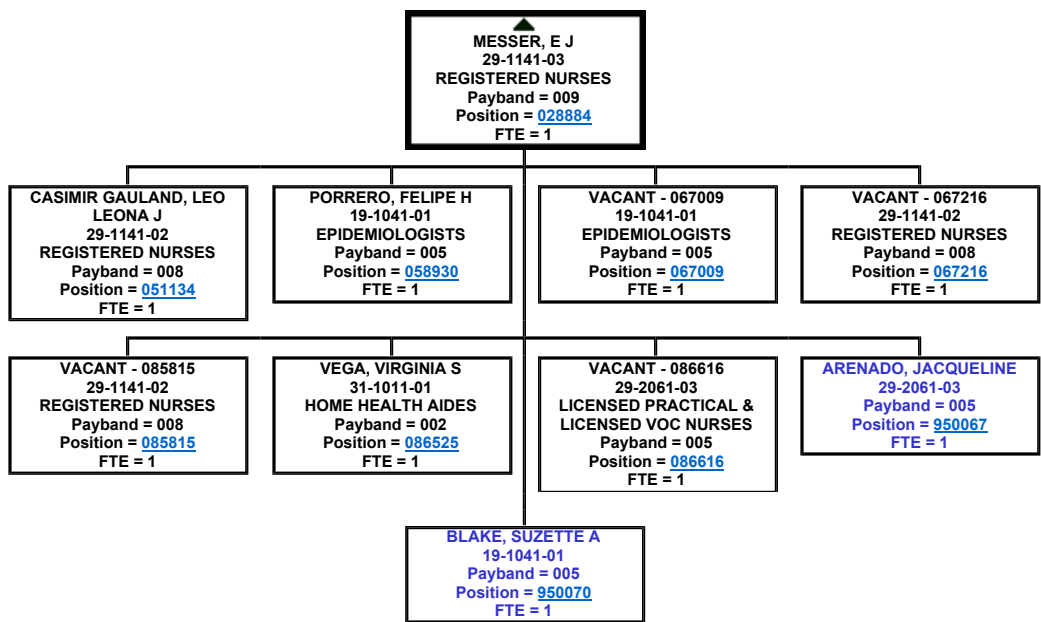 MESSER, E J
29-1141-03
REGISTERED NURSES
Payband = 009
Position = 028884
FTE = 1
CASIMIR GAULAND, LEO
LEONA J
29-1141-02
REGISTERED NURSES
Payband = 008
Position = 051134
FTE = 1
PORRERO, FELIPE H
19-1041-01
EPIDEMIOLOGISTS
Payband = 005
Position = 058930
FTE = 1
VACANT - 067009
19-1041-01
EPIDEMIOLOGISTS
Payband = 005
Position = 067009
FTE = 1
VACANT - 067216
29-1141-02
REGISTERED NURSES
Payband = 008
Position = 067216
FTE = 1
VACANT - 085815
29-1141-02
REGISTERED NURSES
Payband = 008
Position = 085815
FTE = 1
VEGA, VIRGINIA S
31-1011-01
HOME HEALTH AIDES
Payband = 002
Position = 086525
FTE = 1
VACANT - 086616
29-2061-03
LICENSED PRACTICAL &
LICENSED VOC NURSES
Payband = 005
Position = 086616
FTE = 1
ARENADO, JACQUELINE
29-2061-03
Payband = 005
Position = 950067
FTE = 1
BLAKE, SUZETTE A
19-1041-01
Payband = 005
Position = 950070
FTE = 1